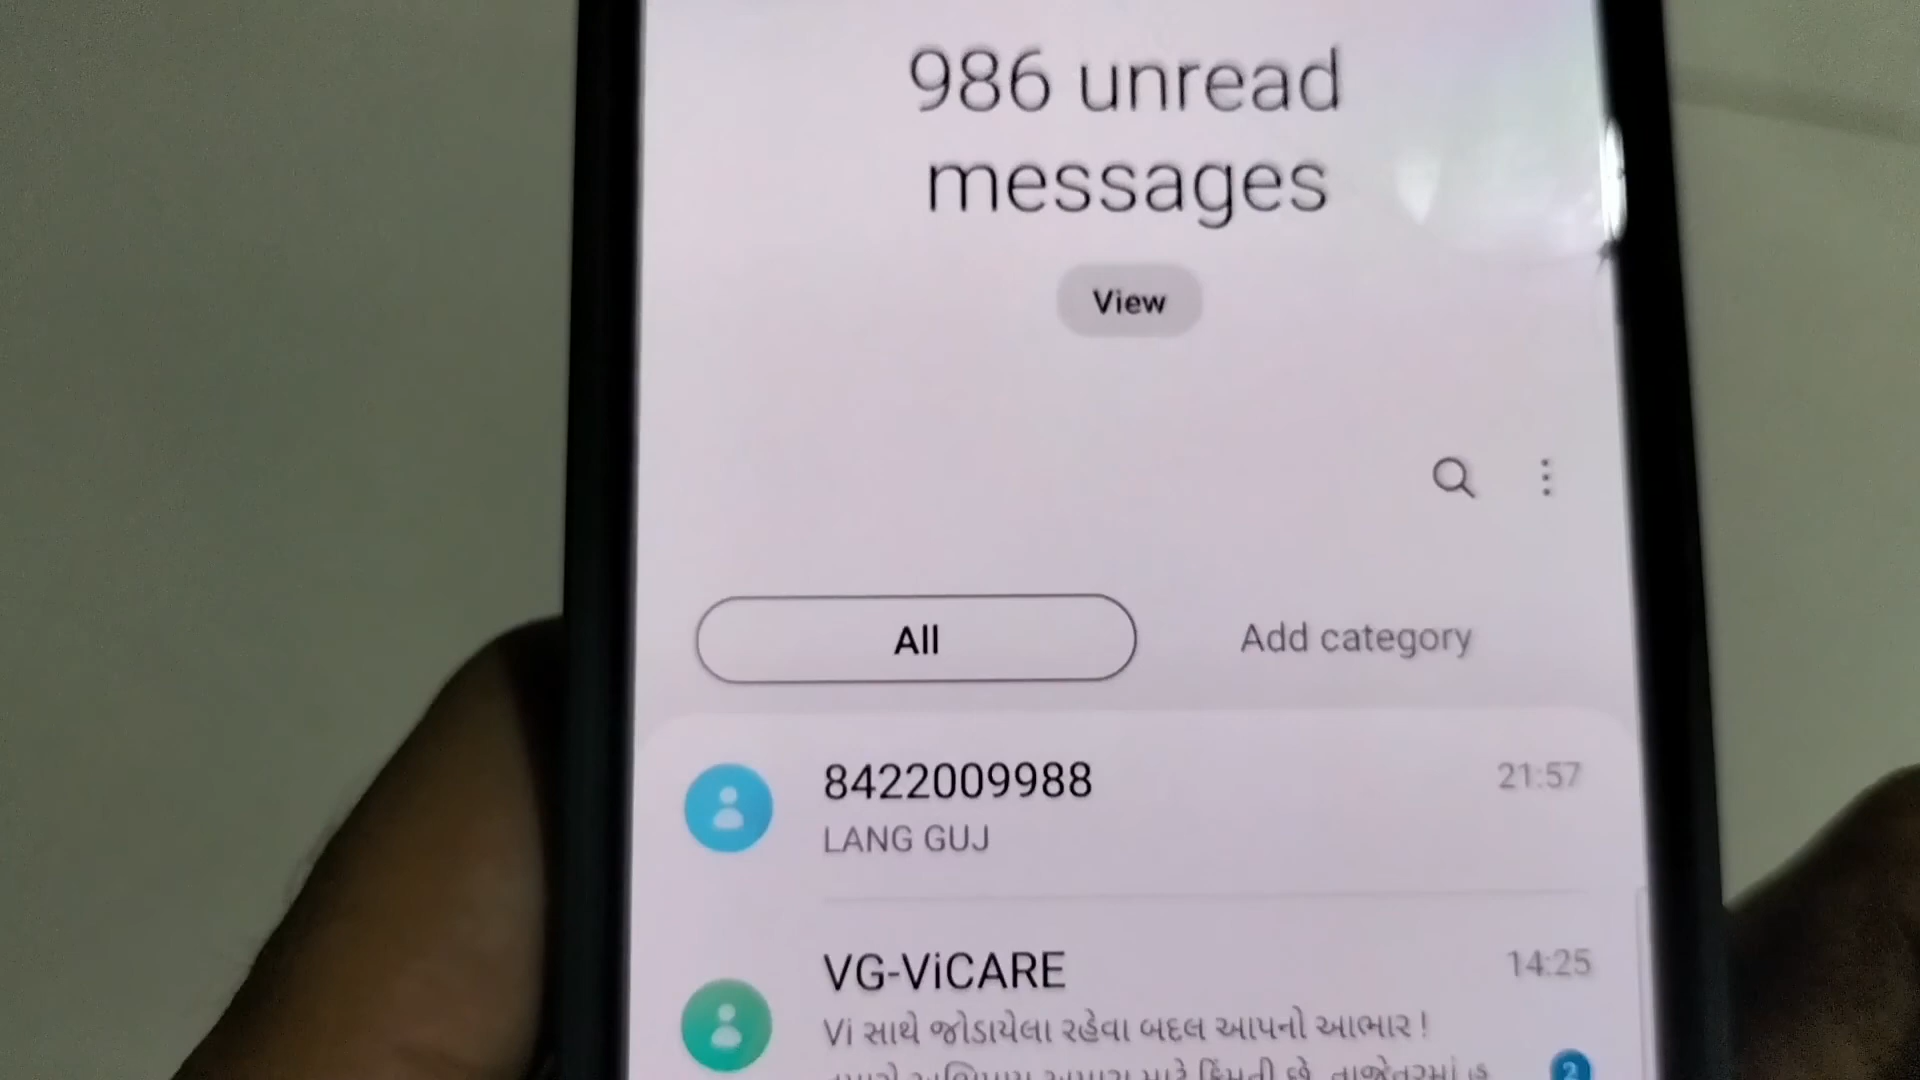 986 unread
messages
View
All
Add category
8422009988
21:57
LANG GUJ
VG-ViCARE
14:25
Vi સાથે જોડાયેલા રહેવા બદલ આપનો આભાર !
2